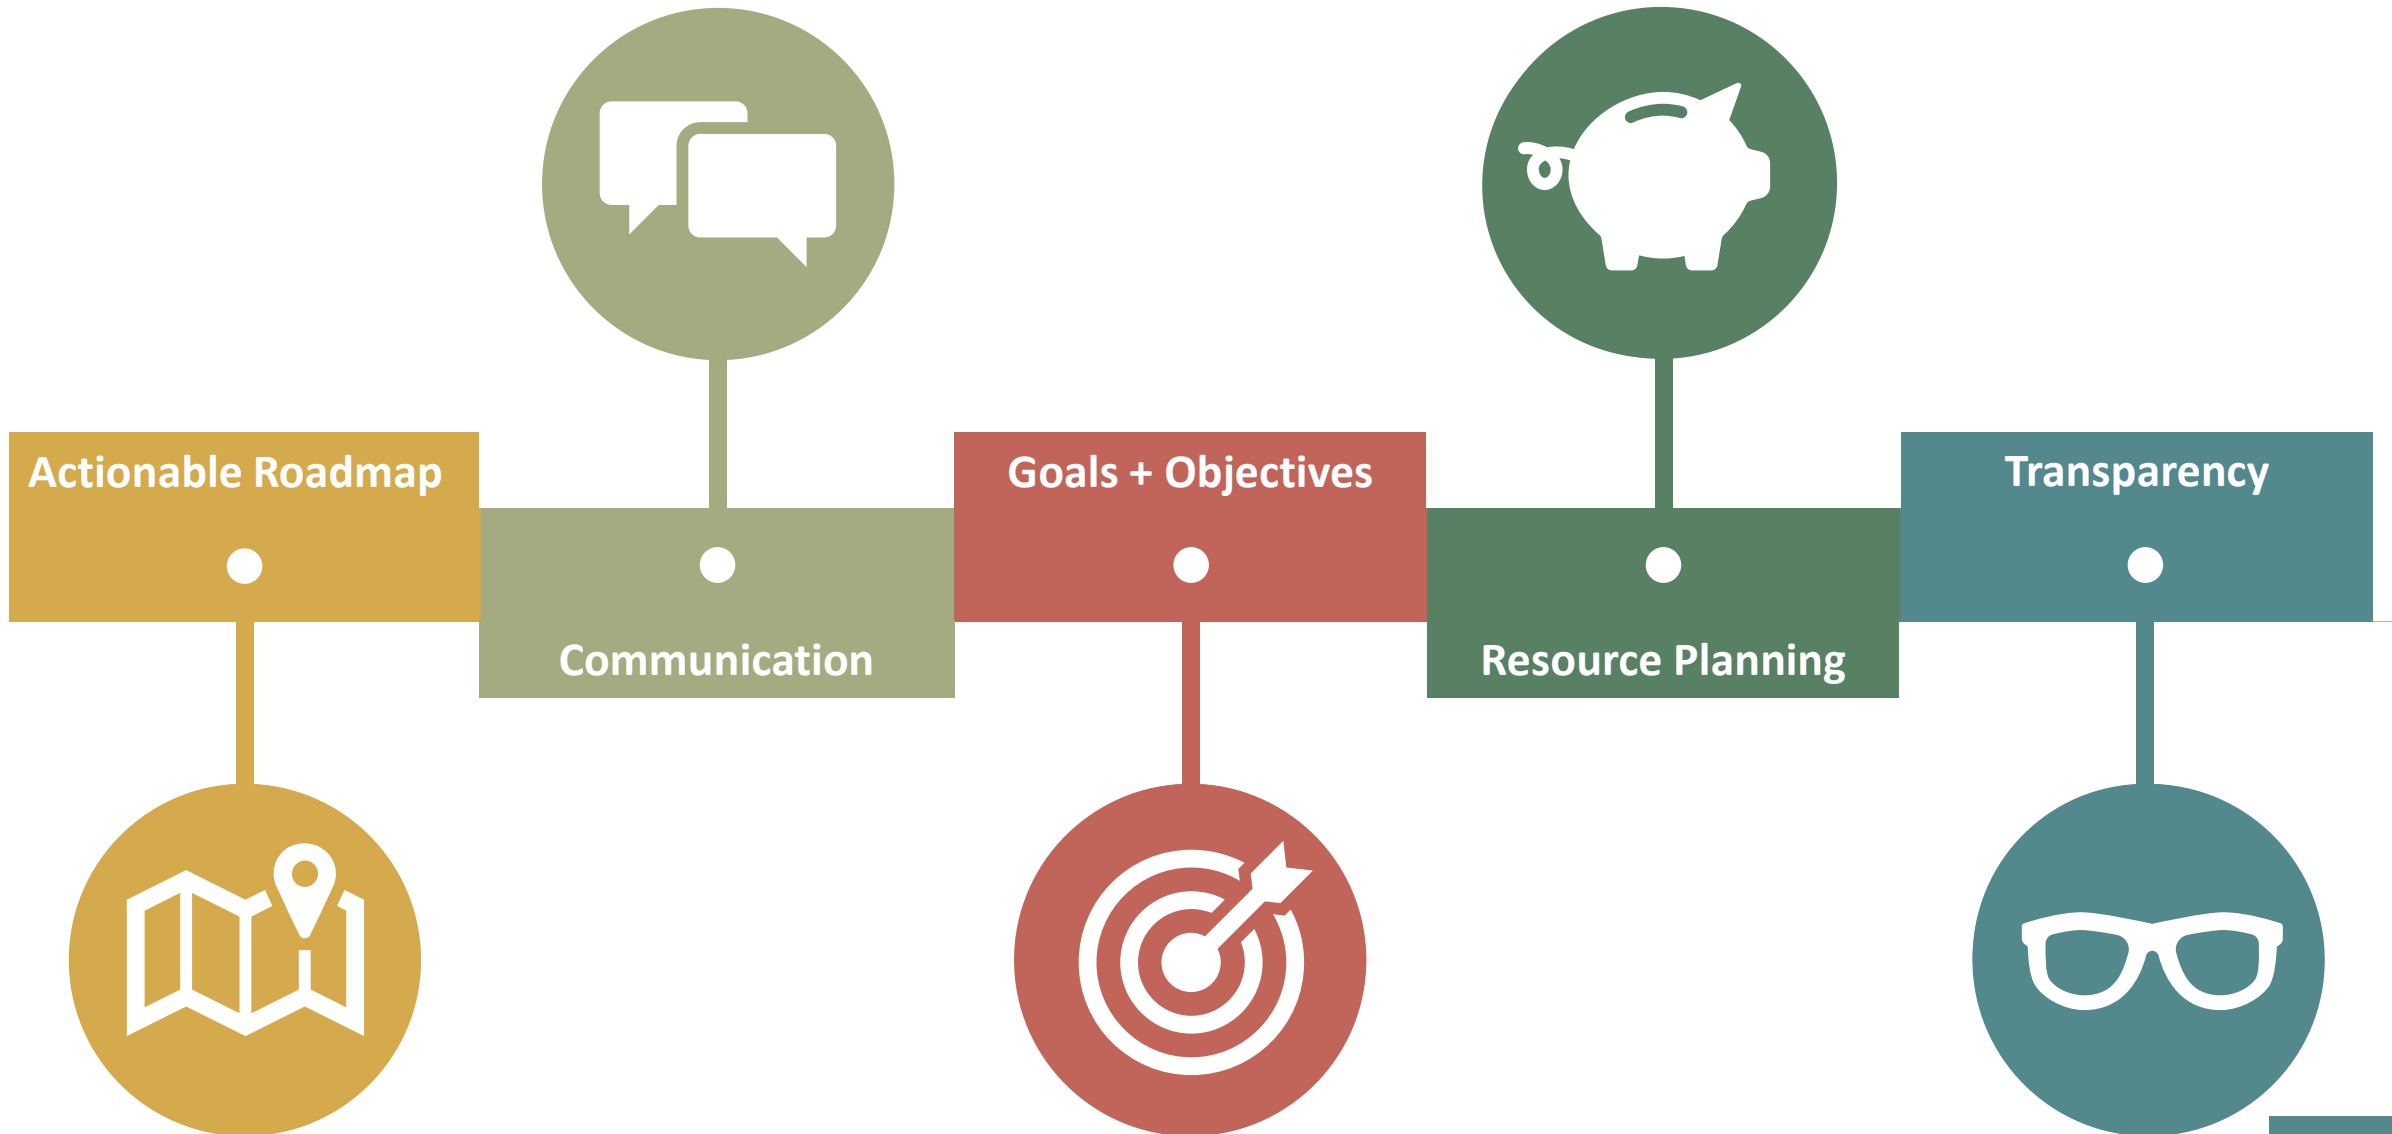 Actionable Roadmap
Communication
Goals + Objectives
Resource Planning
Transparency